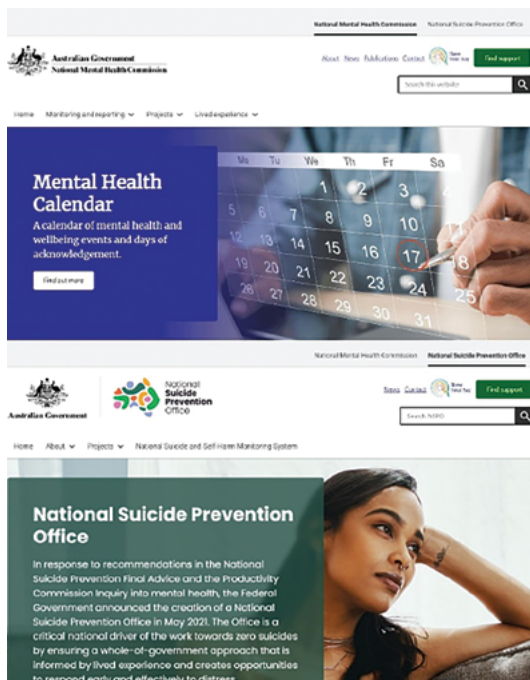 National Mental Health Commission National Suicide Prevention Office
Australian Government
National Mental Health Commission
About News Publications Contact
Find support
Search this website
Home Monitoring and reporting Projects Lived experience
Mental Health
Calendar
A calendar of mental health and
wellbeing events and days of
acknowledgement.
Find out more
Mo Tu We Th Fr Sa
1 2 3 4
5 6 7 8 9 10
12 13 14 15 16 17 18
19 20 21 22 23 24 25
26 27 28 29 30 31
National Mental Health Commission National Suicide Prevention Office
Australian Government
National
Suicide
Prevention
Office
News Contact
Find support
Search NSPO
Home About Projects National Suicide and Self-Harm Monitoring System
National Suicide Prevention
Office
In response to recommendations in the National
Suicide Prevention Final Advice and the Productivity
Commission Inquiry into mental health, the Federal
Government announced the creation of a National
Suicide Prevention Office in May 2021. The Office is a
critical national driver of the work towards zero suicides
by ensuring a whole-of-government approach that is
informed by lived experience and creates opportunities
to respond early and effectively to distress